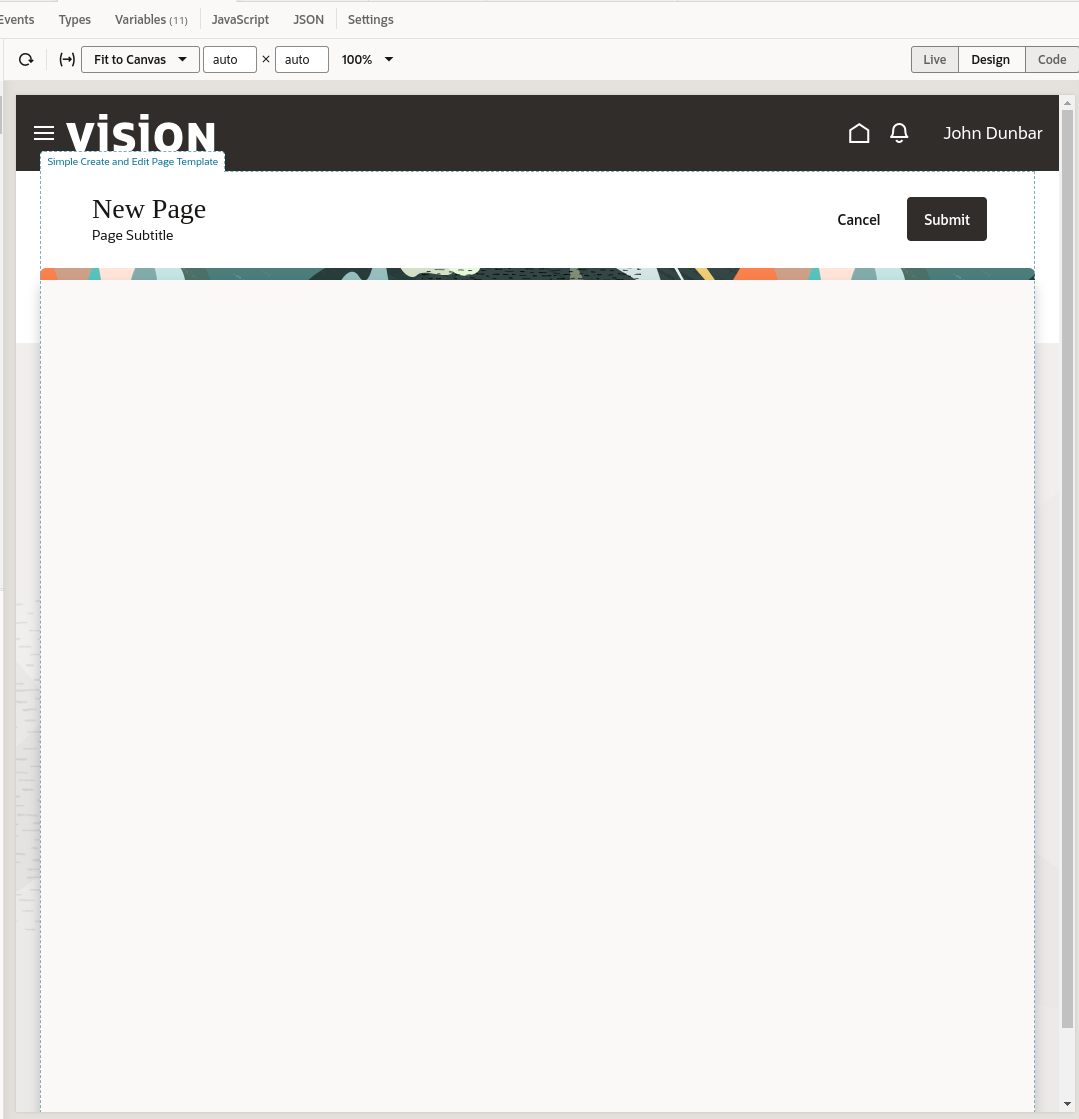 Events Types Variables (11) JavaScript JSON Settings
Fit to Canvas auto × auto 100% Live Design Code
vision John Dunbar
Simple Create and Edit Page Template
New Page
Page Subtitle
Cancel Submit